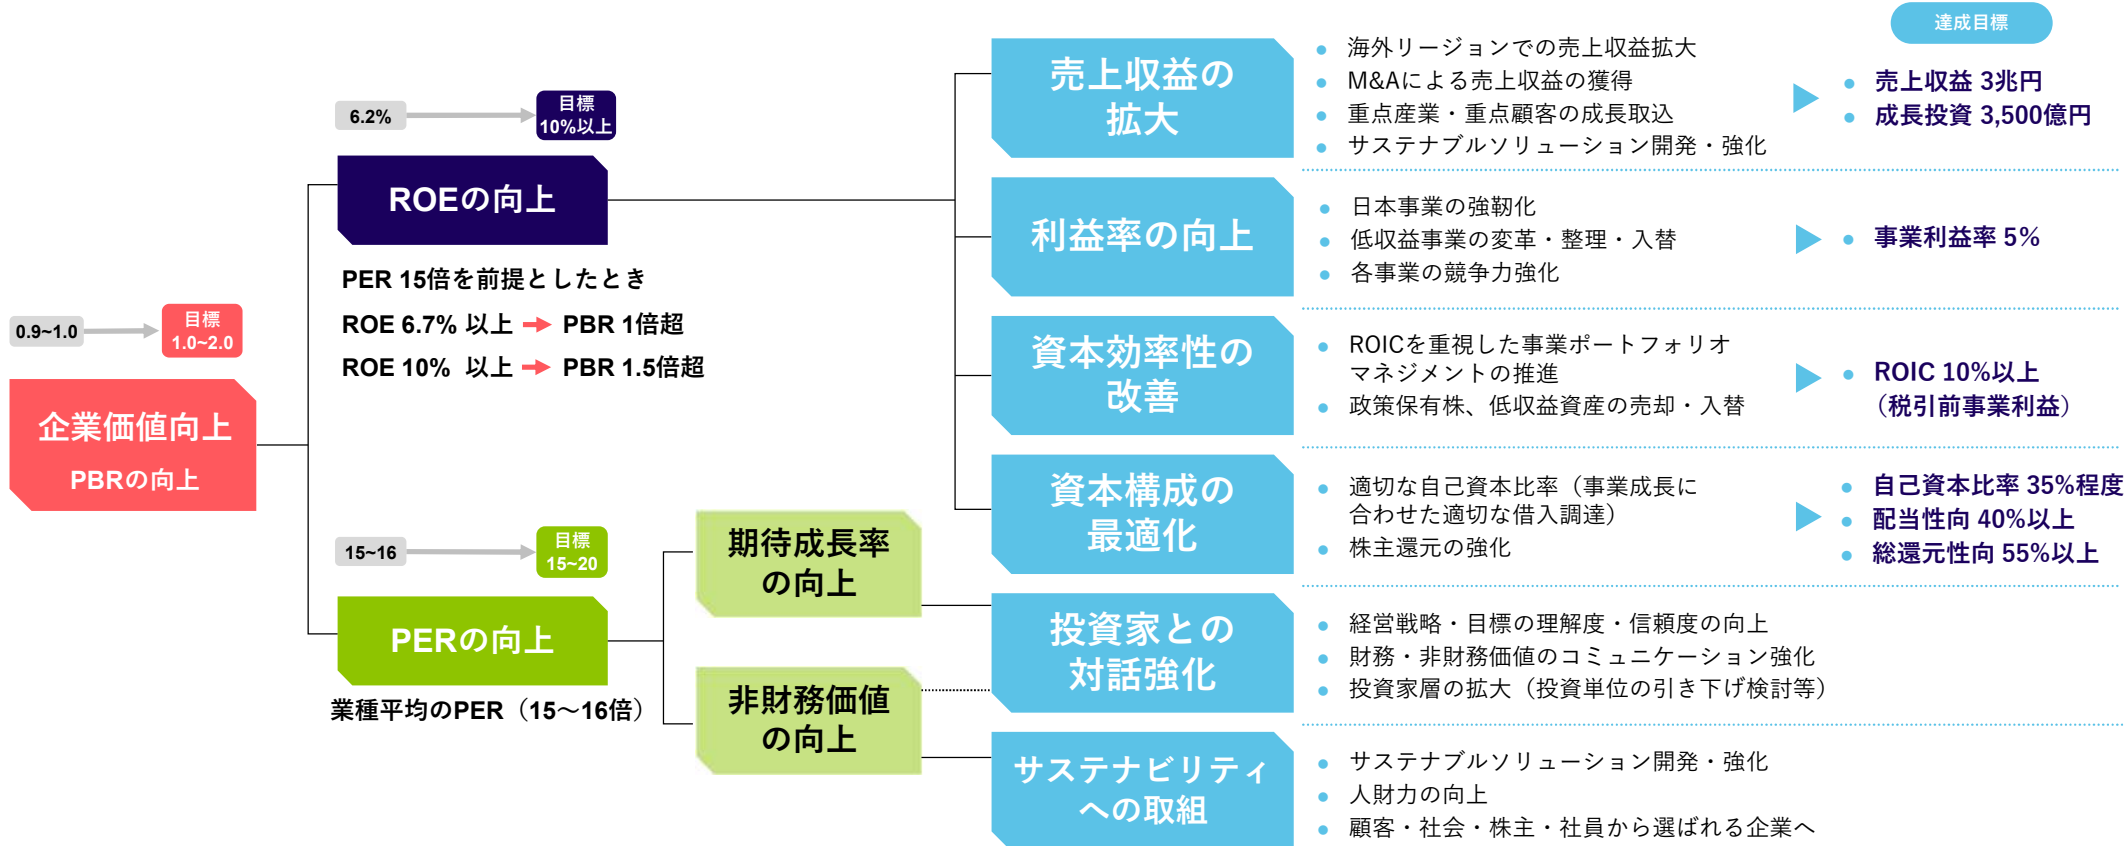 達成目標
0.9~1.0
目標
1.0~2.0
企業価値向上
PBRの向上
6.2%
目標
10%以上
ROEの向上
PER 15倍を前提としたとき
ROE 6.7% 以上 → PBR 1倍超
ROE 10% 以上 → PBR 1.5倍超
15~16
目標
15~20
PERの向上
業種平均のPER（15～16倍）
期待成長率
の向上
非財務価値
の向上
売上収益の
拡大
● 海外リージョンでの売上収益拡大
● M&Aによる売上収益の獲得
● 重点産業・重点顧客の成長取込
● サステナブルソリューション開発・強化
● 売上収益 3兆円
● 成長投資 3,500億円
利益率の向上
● 日本事業の強靭化
● 低収益事業の変革・整理・入替
● 各事業の競争力強化
● 事業利益率 5%
資本効率性の
改善
● ROICを重視した事業ポートフォリオ
マネジメントの推進
● 政策保有株、低収益資産の売却・入替
● ROIC 10%以上
（税引前事業利益）
資本構成の
最適化
● 適切な自己資本比率（事業成長に
合わせた適切な借入調達）
● 株主還元の強化
● 自己資本比率 35%程度
● 配当性向 40%以上
● 総還元性向 55%以上
投資家との
対話強化
● 経営戦略・目標の理解度・信頼度の向上
● 財務・非財務価値のコミュニケーション強化
● 投資家層の拡大（投資単位の引き下げ検討等）
サステナビリティ
への取組
● サステナブルソリューション開発・強化
● 人財力の向上
● 顧客・社会・株主・社員から選ばれる企業へ